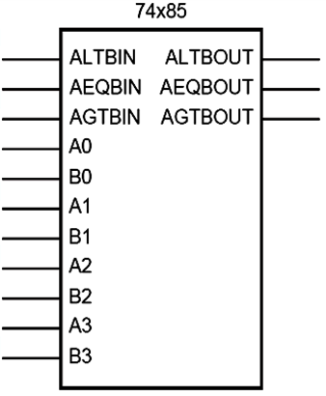 74x85
ALTBIN ALTBOUT
AEQBIN AEQBOUT
AGTBIN AGTBOUT
A0
B0
A1
B1
A2
B2
A3
B3